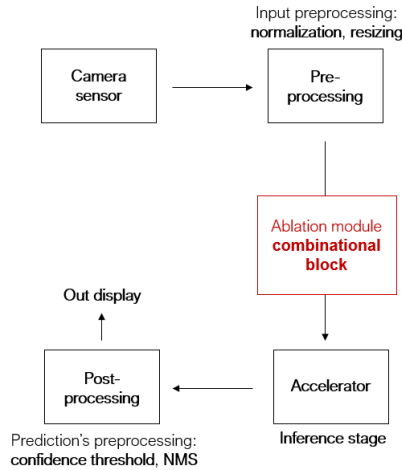 Input preprocessing:
normalization, resizing
Camera
sensor
Pre-
processing
Ablation module
combinational
block
Out display
Post-
processing
Accelerator
Prediction's preprocessing:
confidence threshold, NMS
Inference stage